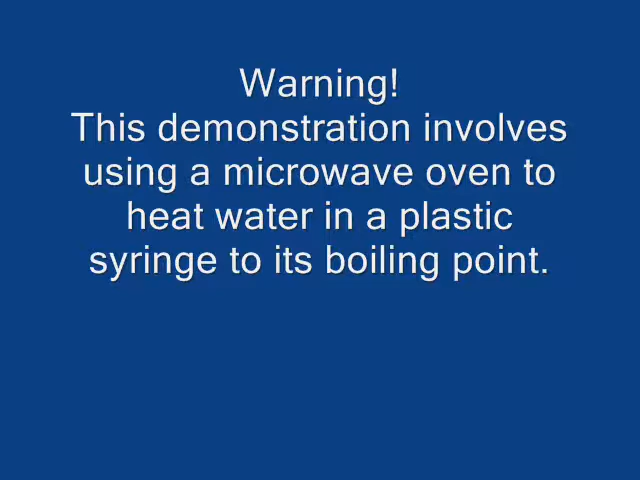 Warning!
This demonstration involves
using a microwave oven to
heat water in a plastic
syringe to its boiling point.